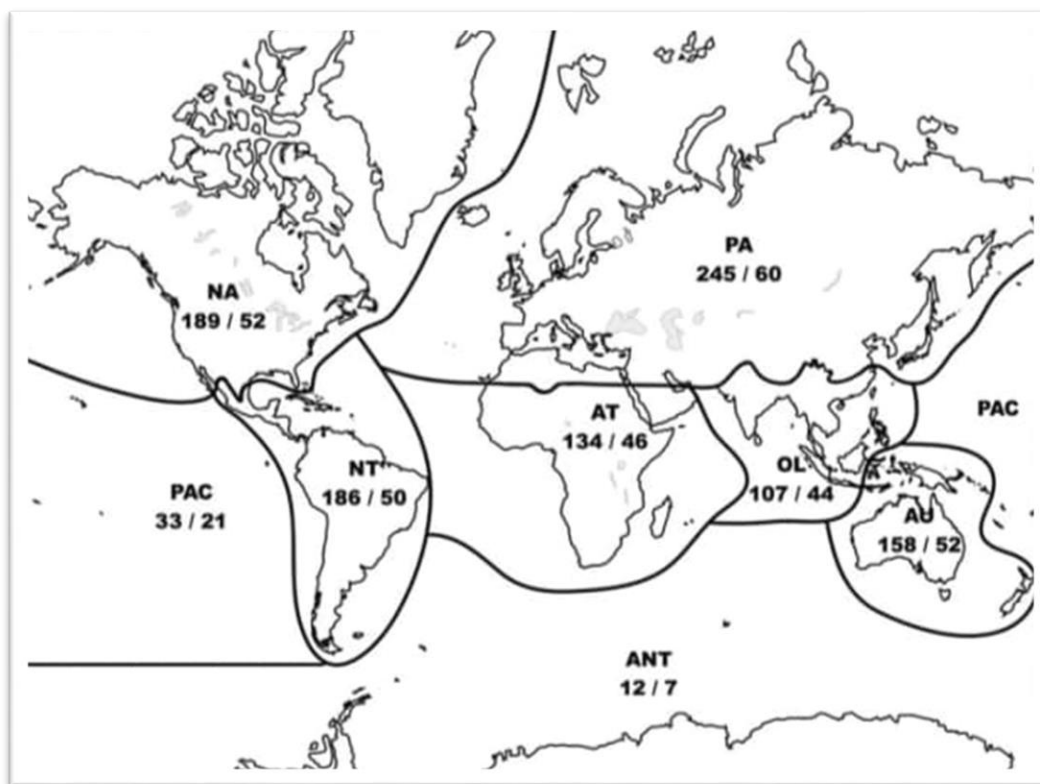 PA
245 / 60
NA
189 / 52
AT
134 / 46
PAC
OL
107 / 44
NT
186 / 50
PAC
33 / 21
AU
158 / 52
ANT
12 / 7